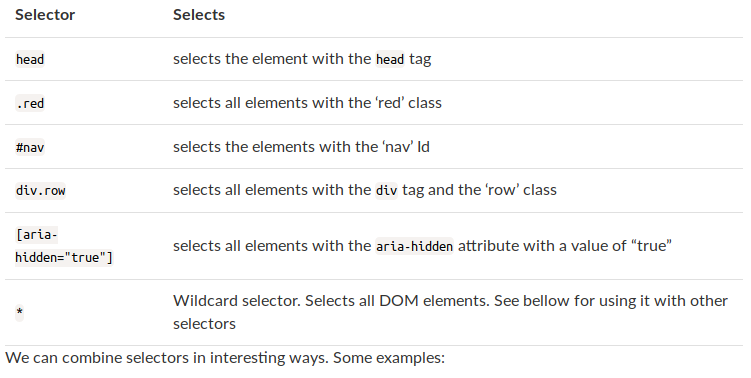 Selector Selects
head selects the element with the head tag
.red selects all elements with the ‘red’ class
#nav selects the elements with the ‘nav’ Id
div.row selects all elements with the div tag and the ‘row’ class
[aria-
hidden="true"] selects all elements with the aria-hidden attribute with a value of “true”
* Wildcard selector. Selects all DOM elements. See bellow for using it with other
selectors
We can combine selectors in interesting ways. Some examples: